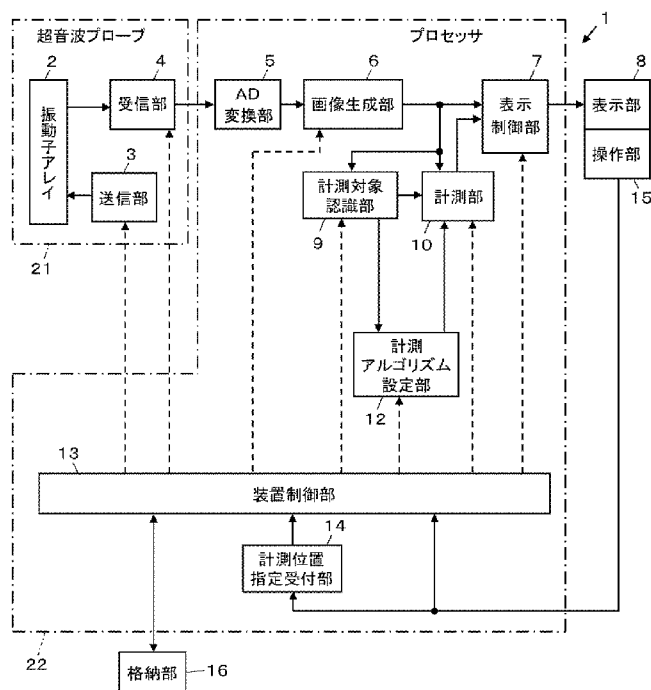 1
超音波プローブ
プロセッサ
2
4
5
6
7
8
振動子アレイ
受信部
AD
変換部
画像生成部
表示
制御部
表示部
操作部
3
送信部
計測対象
認識部
計測部
15
9
10
21
計測
アルゴリズム
設定部
12
13
装置制御部
14
計測位置
指定受付部
22
格納部
16